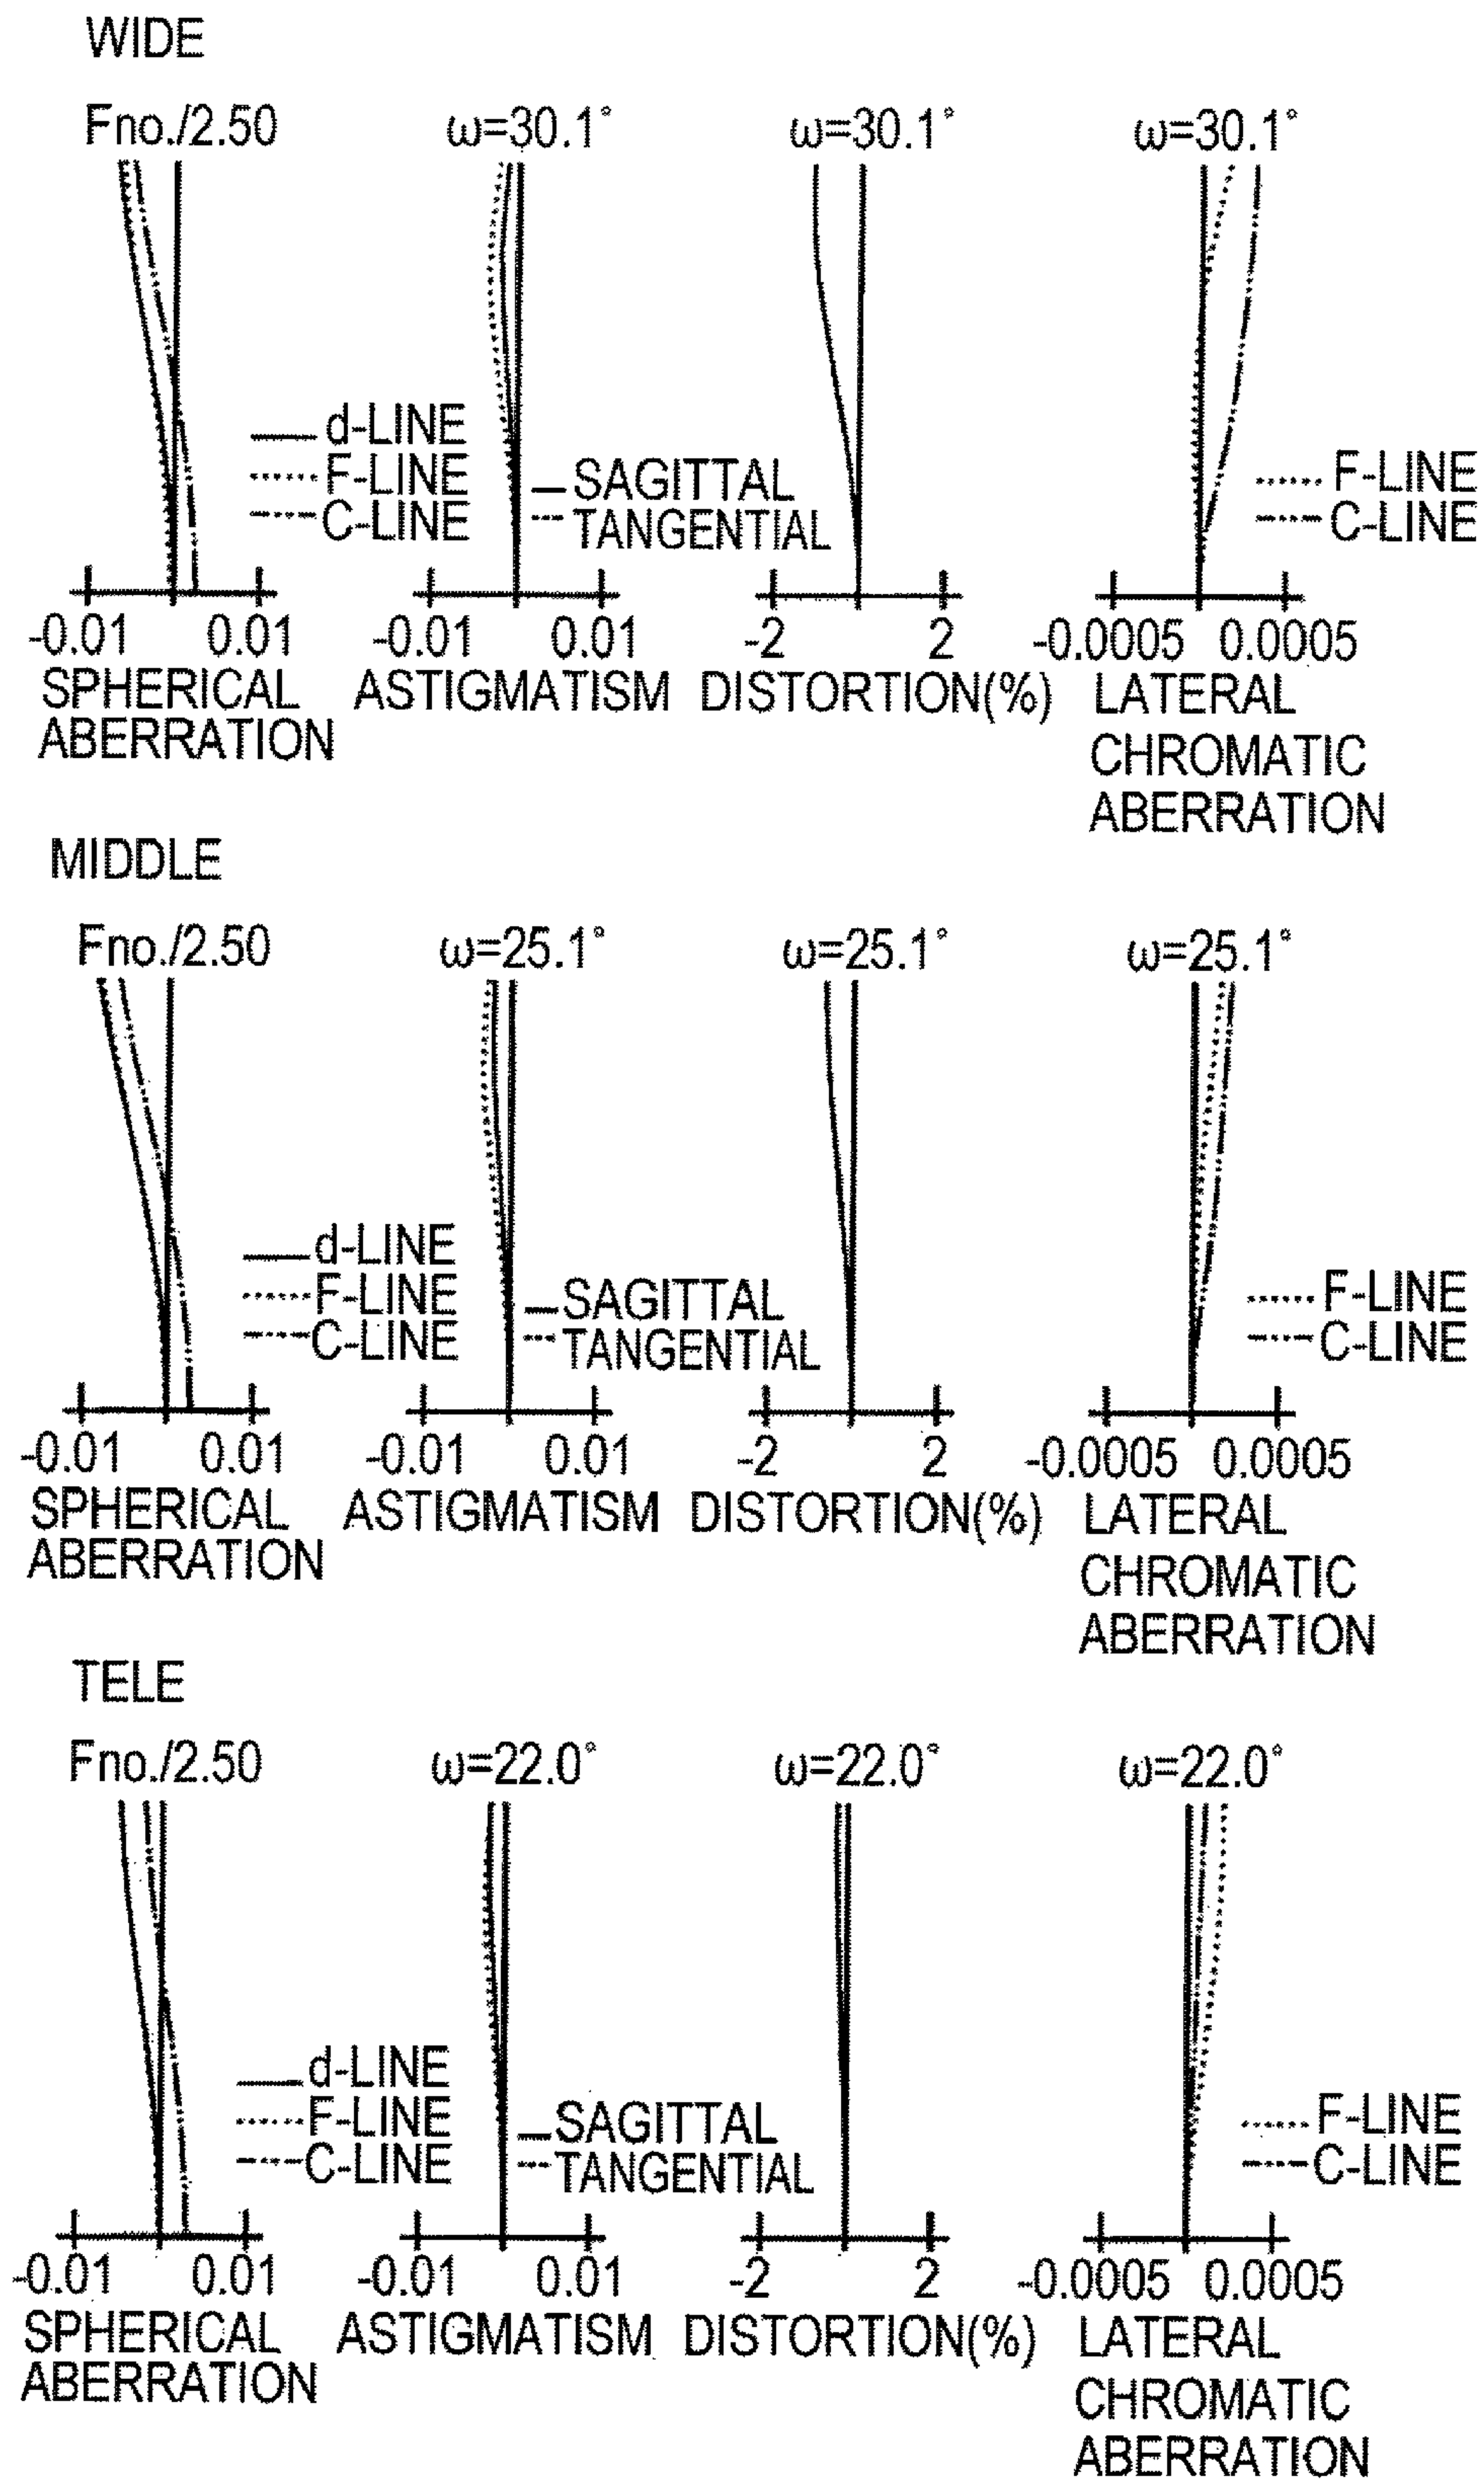 WIDE
Fno./2.50
ω=30.1°
ω=30.1°
ω=30.1°
d-LINE
F-LINE
C-LINE
SAGITTAL
TANGENTIAL
F-LINE
C-LINE
-0.01 0.01
-0.01 0.01
-2 2
-0.0005 0.0005
SPHERICAL
ABERRATION
ASTIGMATISM
DISTORTION(%)
LATERAL
CHROMATIC
ABERRATION
MIDDLE
Fno./2.50
ω=25.1°
ω=25.1°
ω=25.1°
d-LINE
F-LINE
C-LINE
SAGITTAL
TANGENTIAL
F-LINE
C-LINE
-0.01 0.01
-0.01 0.01
-2 2
-0.0005 0.0005
SPHERICAL
ABERRATION
ASTIGMATISM
DISTORTION(%)
LATERAL
CHROMATIC
ABERRATION
TELE
Fno./2.50
ω=22.0°
ω=22.0°
ω=22.0°
d-LINE
F-LINE
C-LINE
SAGITTAL
TANGENTIAL
F-LINE
C-LINE
-0.01 0.01
-0.01 0.01
-2 2
-0.0005 0.0005
SPHERICAL
ABERRATION
ASTIGMATISM
DISTORTION(%)
LATERAL
CHROMATIC
ABERRATION